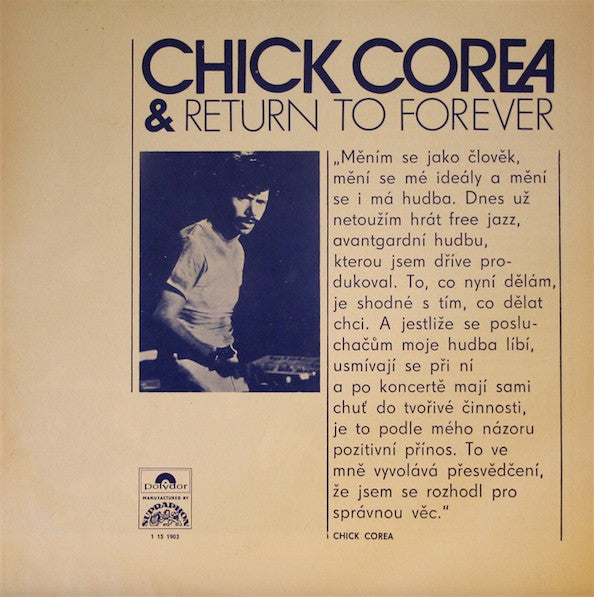 CHICK COREA
& RETURN TO FOREVER
„Měním se jako člověk,
mění se mé ideály a mění
se i má hudba. Dnes už
netoužím hrát free jazz,
avantgardní hudbu,
kterou jsem dříve pro-
dukoval. To, co nyní dělám,
je shodné s tím, co dělat
chci. A jestliže se poslu-
chačům moje hudba líbí,
usmívají se při ní
a po koncertě mají sami
chuť do tvořivé činnosti,
je to podle mého názoru
pozitivní přínos. To ve
mně vyvolává přesvědčení,
že jsem se rozhodl pro
správnou věc.“
CHICK COREA
Polydor
MANUFACTURED BY
SUPRAPHON
1 15 1903